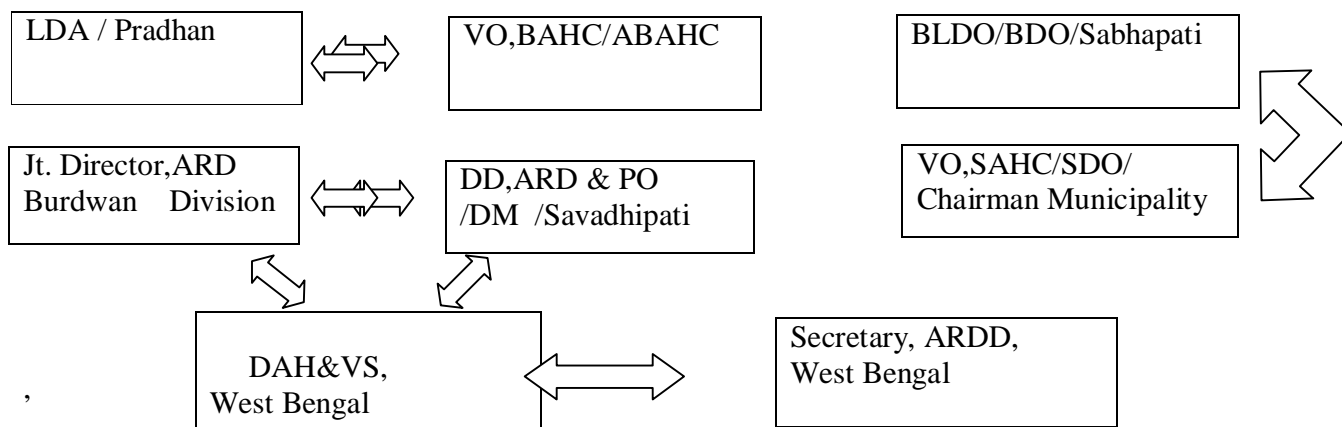 LDA / Pradhan
VO,BAHC/ABAHC
BLDO/BDO/Sabhapati
Jt. Director,ARD
Burdwan Division
DD,ARD & PO
/DM /Savadhipati
VO,SAHC/SDO/
Chairman Municipality
DAH&VS,
West Bengal
Secretary, ARDD,
West Bengal
,